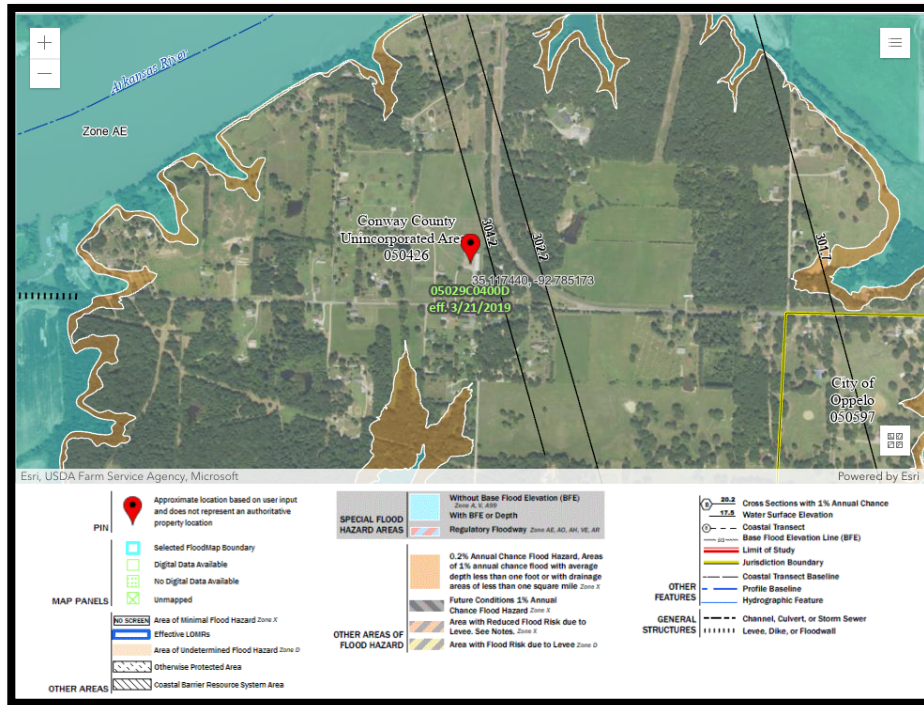 Arkansas River
Zone AE
Conway County
Unincorporated Area
050426
304.2
302.2
301.7
35.117440, -92.785173
05029C0400D
eff. 3/21/2019
City of
Oppelo
050597
Esri, USDA Farm Service Agency, Microsoft
Powered by Esri
PIN
Approximate location based on user input
and does not represent an authoritative
property location
Selected FloodMap Boundary
Digital Data Available
No Digital Data Available
MAP PANELS
Unmapped
NO SCREEN
Area of Minimal Flood Hazard Zone X
Effective LOMRs
Area of Undetermined Flood Hazard Zone D
Otherwise Protected Area
OTHER AREAS
Coastal Barrier Resource System Area
SPECIAL FLOOD
HAZARD AREAS
Without Base Flood Elevation (BFE)
Zone A, V, A99
With BFE or Depth
Regulatory Floodway Zone AE, AO, AH, VE, AR
0.2% Annual Chance Flood Hazard, Areas
of 1% annual chance flood with average
depth less than one foot or with drainage
areas of less than one square mile Zone X
Future Conditions 1% Annual
Chance Flood Hazard Zone X
OTHER AREAS OF
FLOOD HAZARD
Area with Reduced Flood Risk due to
Levee. See Notes. Zone X
Area with Flood Risk due to Levee Zone D
20.2
Cross Sections with 1% Annual Chance
17.5
Water Surface Elevation
Coastal Transect
Base Flood Elevation Line (BFE)
Limit of Study
Jurisdiction Boundary
Coastal Transect Baseline
OTHER
FEATURES
Profile Baseline
Hydrographic Feature
GENERAL
STRUCTURES
Channel, Culvert, or Storm Sewer
Levee, Dike, or Floodwall